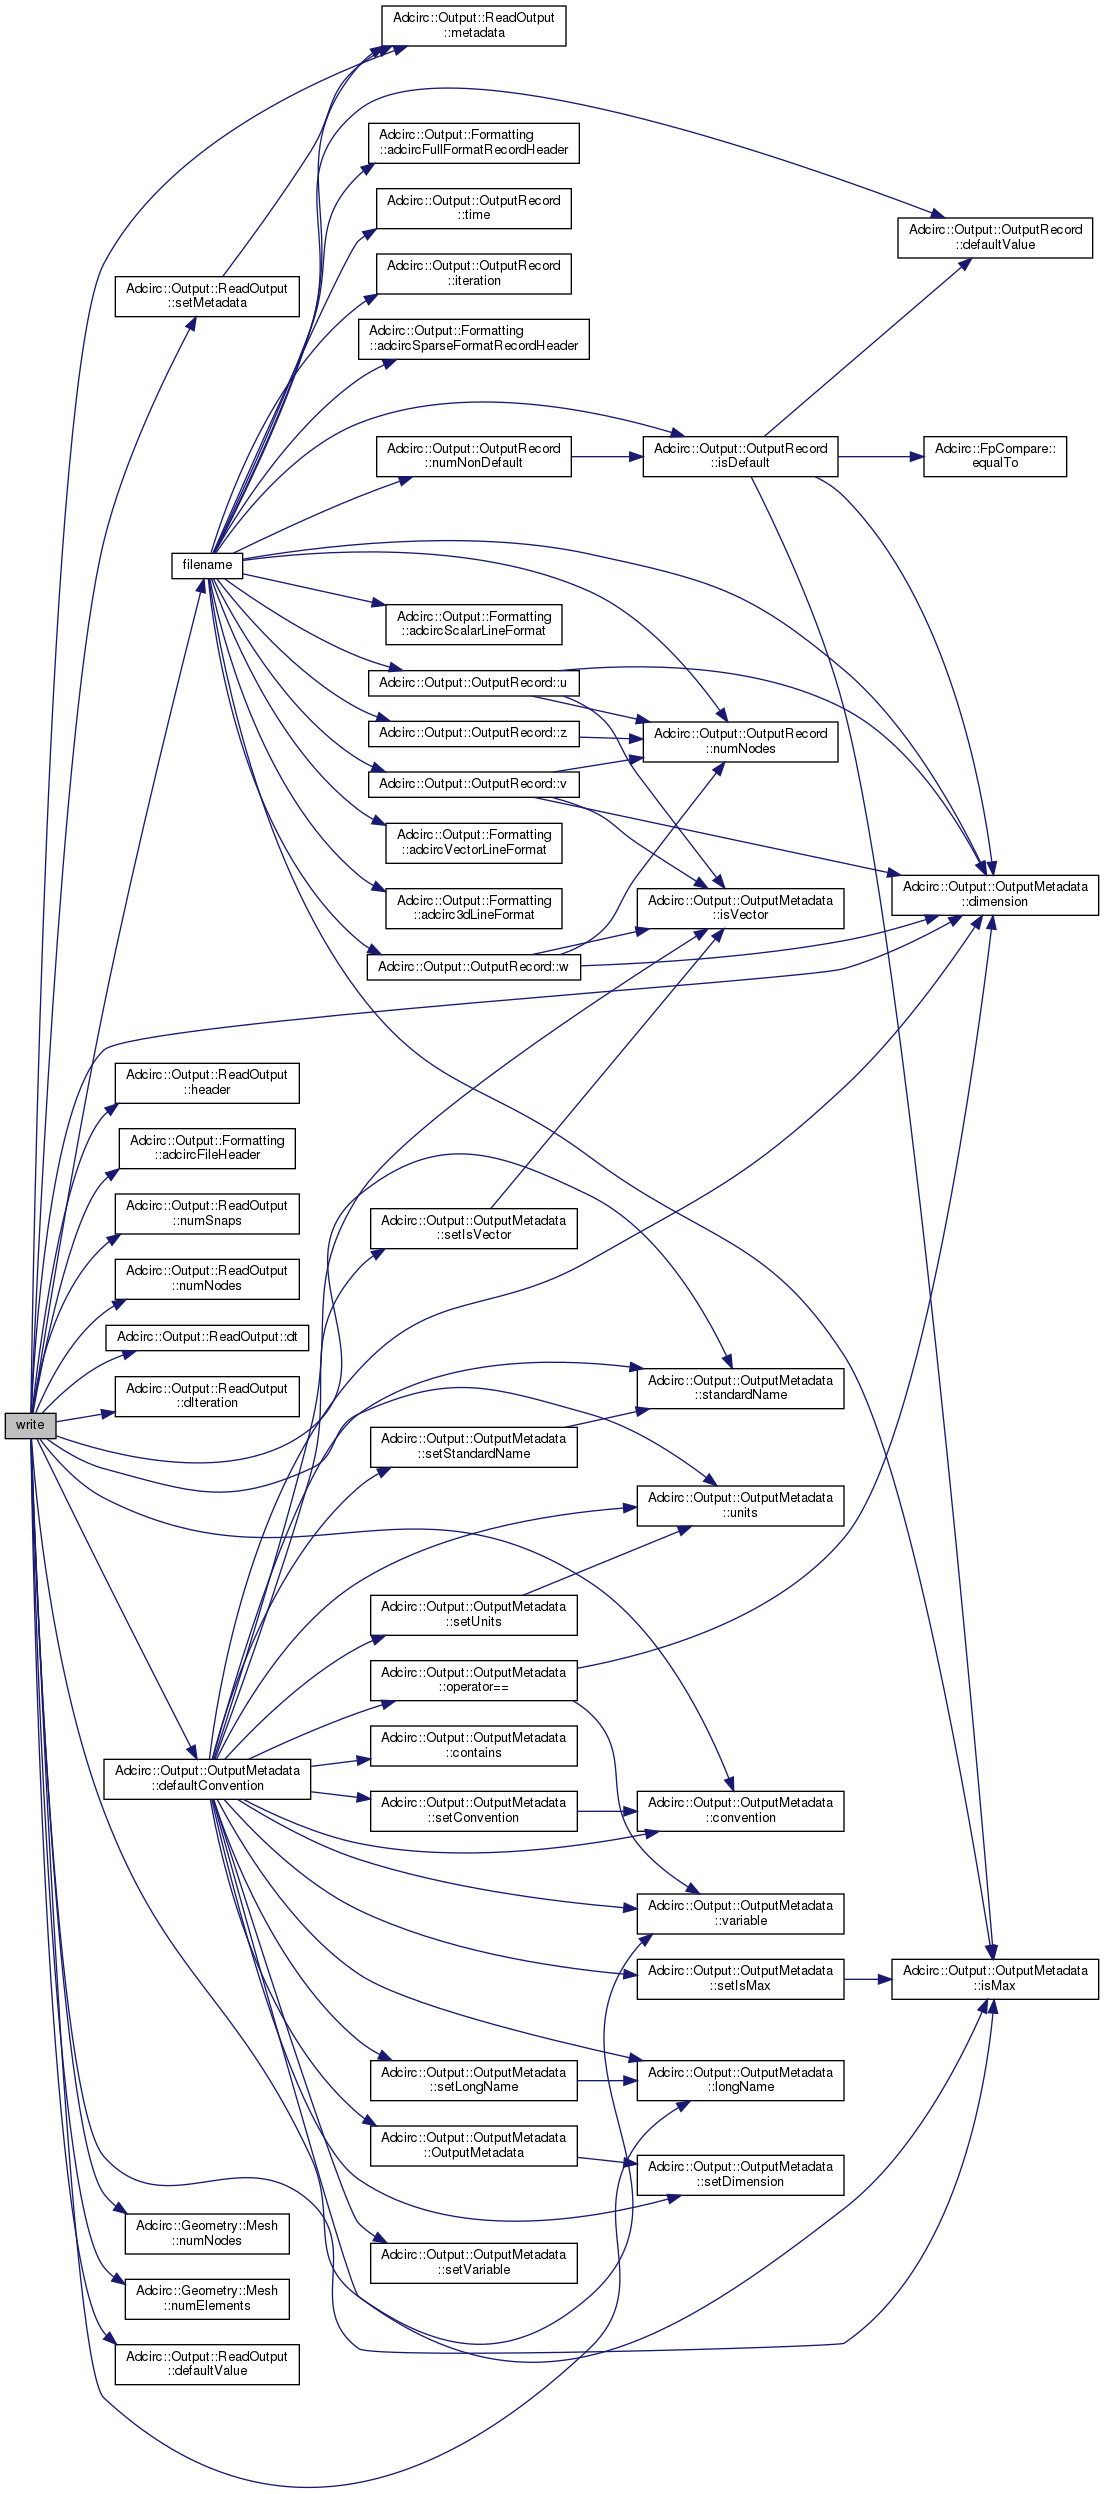 Adcirc::Output::ReadOutput
::metadata
Adcirc::Output::Formatting
::adcircFullFormatRecordHeader
Adcirc::Output::OutputRecord
::time
Adcirc::Output::OutputRecord
::defaultValue
Adcirc::Output::OutputRecord
::iteration
Adcirc::Output::ReadOutput
::setMetadata
Adcirc::Output::Formatting
::adcircSparseFormatRecordHeader
Adcirc::Output::OutputRecord
::numNonDefault
Adcirc::Output::OutputRecord
::isDefault
Adcirc::FpCompare::
equalTo
filename
Adcirc::Output::Formatting
::adcircScalarLineFormat
Adcirc::Output::OutputRecord::u
Adcirc::Output::OutputRecord::z
Adcirc::Output::OutputRecord
::numNodes
Adcirc::Output::OutputRecord::v
Adcirc::Output::Formatting
::adcircVectorLineFormat
Adcirc::Output::Formatting
::adcirc3dLineFormat
Adcirc::Output::OutputMetadata
::isVector
Adcirc::Output::OutputMetadata
::dimension
Adcirc::Output::OutputRecord::w
Adcirc::Output::ReadOutput
::header
Adcirc::Output::Formatting
::adcircFileHeader
Adcirc::Output::ReadOutput
::numSnaps
Adcirc::Output::OutputMetadata
::setIsVector
Adcirc::Output::ReadOutput
::numNodes
Adcirc::Output::ReadOutput::dt
Adcirc::Output::ReadOutput
::dIteration
Adcirc::Output::OutputMetadata
::standardName
write
Adcirc::Output::OutputMetadata
::setStandardName
Adcirc::Output::OutputMetadata
::units
Adcirc::Output::OutputMetadata
::setUnits
Adcirc::Output::OutputMetadata
::operator==
Adcirc::Output::OutputMetadata
::contains
Adcirc::Output::OutputMetadata
::defaultConvention
Adcirc::Output::OutputMetadata
::setConvention
Adcirc::Output::OutputMetadata
::convention
Adcirc::Output::OutputMetadata
::variable
Adcirc::Output::OutputMetadata
::setIsMax
Adcirc::Output::OutputMetadata
::isMax
Adcirc::Output::OutputMetadata
::setLongName
Adcirc::Output::OutputMetadata
::longName
Adcirc::Output::OutputMetadata
::OutputMetadata
Adcirc::Output::OutputMetadata
::setDimension
Adcirc::Geometry::Mesh
::numNodes
Adcirc::Output::OutputMetadata
::setVariable
Adcirc::Geometry::Mesh
::numElements
Adcirc::Output::ReadOutput
::defaultValue